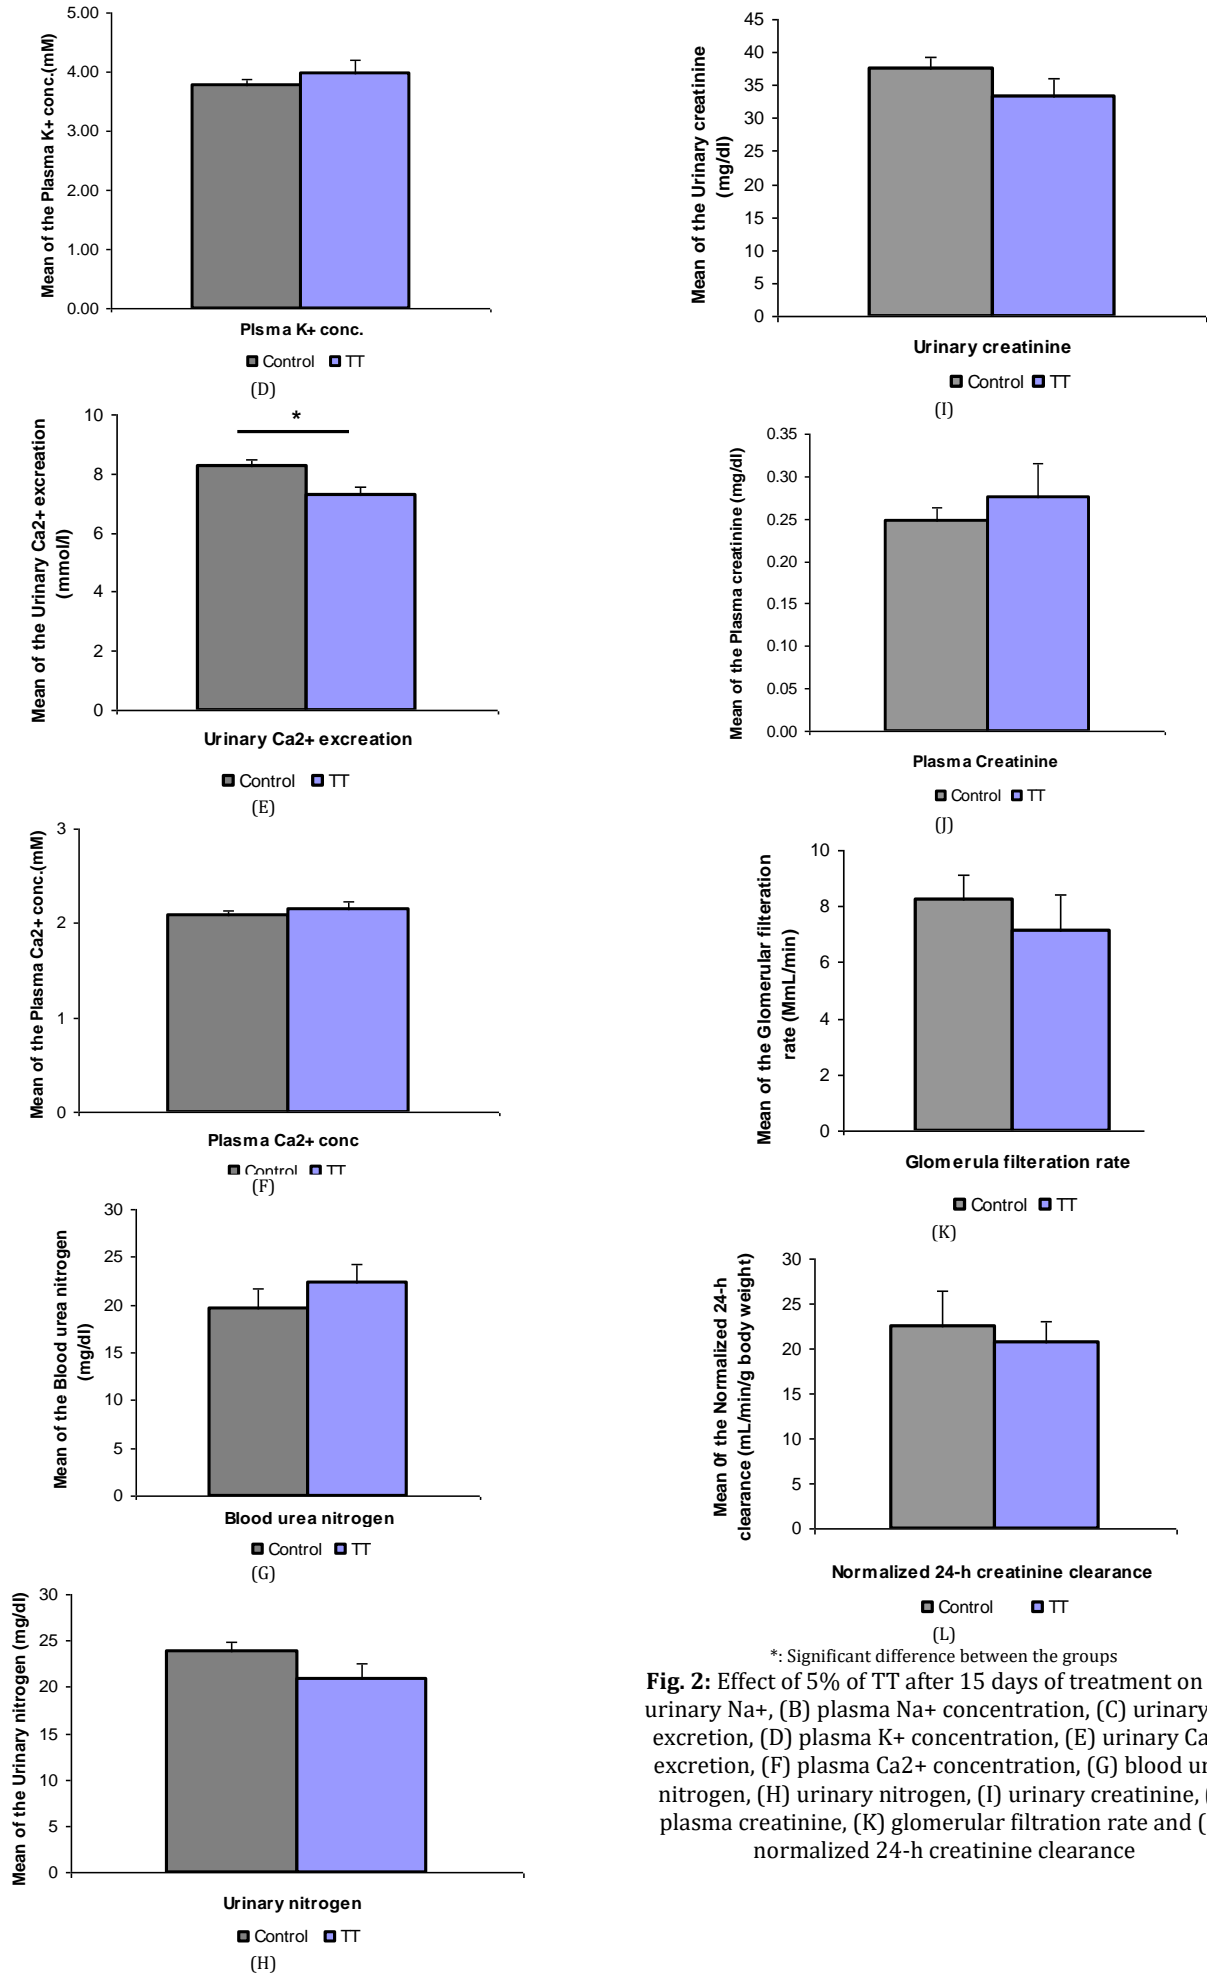 5.00
4.00
3.00
2.00
1.00
0.00
Mean of the Plasma K+ conc.(mM)
Plsma K+ conc.
Control TT
(D)
10
8
6
4
2
0
Mean of the Urinary Ca2+ excreation
(mmol/l)
*
Urinary Ca2+ excreation
Control TT
(E)
3
2
1
0
Mean of the Plasma Ca2+ conc.(mM)
Plasma Ca2+ conc
Control TT
(F)
30
25
20
15
10
5
0
Mean of the Blood urea nitrogen
(mg/dl)
Blood urea nitrogen
Control TT
(G)
30
25
20
15
10
5
0
Mean of the Urinary nitrogen (mg/dl)
Urinary nitrogen
Control TT
(H)
45
40
35
30
25
20
15
10
5
0
Mean of the Urinary creatinine
(mg/dl)
Urinary creatinine
Control TT
(I)
0.35
0.30
0.25
0.20
0.15
0.10
0.05
0.00
Mean of the Plasma creatinine (mg/dl)
Plasma Creatinine
Control TT
(J)
10
8
6
4
2
0
Mean of the Glomerular filteration
rate (MmL/min)
Glomerula filteration rate
Control TT
(K)
30
25
20
15
10
5
0
Mean 0f the Normalized 24-h
clearance (mL/min/g body weight)
Normalized 24-h creatinine clearance
Control TT
(L)
*: Significant difference between the groups
Fig. 2: Effect of 5% of TT after 15 days of treatment on
urinary Na+, (B) plasma Na+ concentration, (C) urinary
excretion, (D) plasma K+ concentration, (E) urinary Ca
excretion, (F) plasma Ca2+ concentration, (G) blood ur
nitrogen, (H) urinary nitrogen, (I) urinary creatinine, (
plasma creatinine, (K) glomerular filtration rate and (
normalized 24-h creatinine clearance